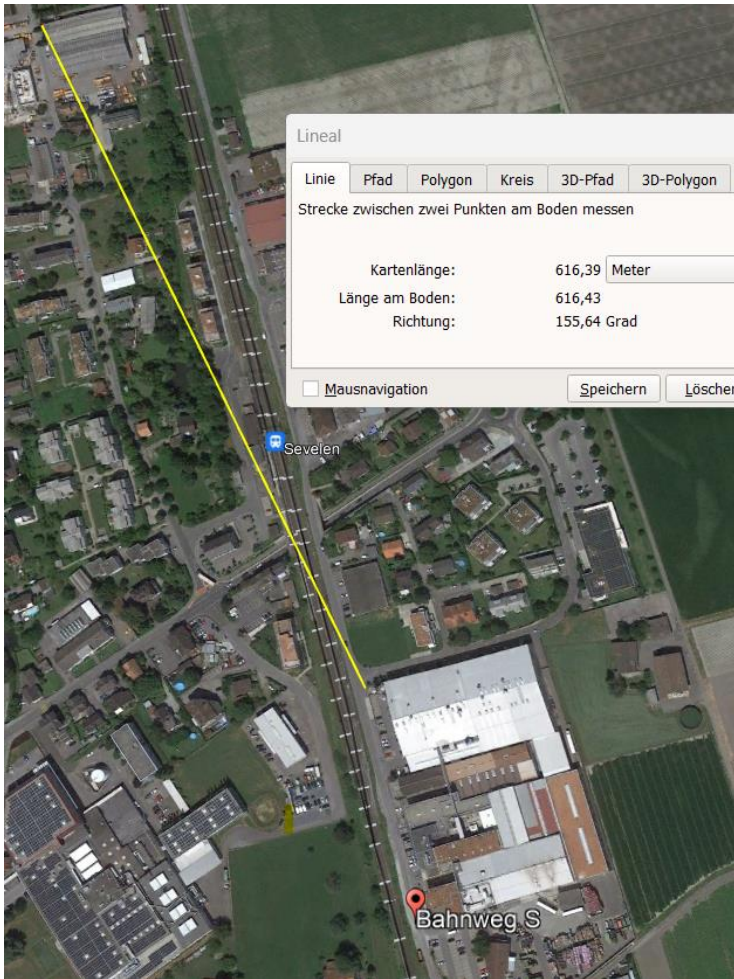 Lineal
Linie Pfad Polygon Kreis 3D-Pfad 3D-Polygon
Strecke zwischen zwei Punkten am Boden messen
Kartenlänge: 616,39 Meter
Länge am Boden: 616,43
Richtung: 155,64 Grad
Mausnavigation Speichern Löschen
Sevelen
Bahnweg S